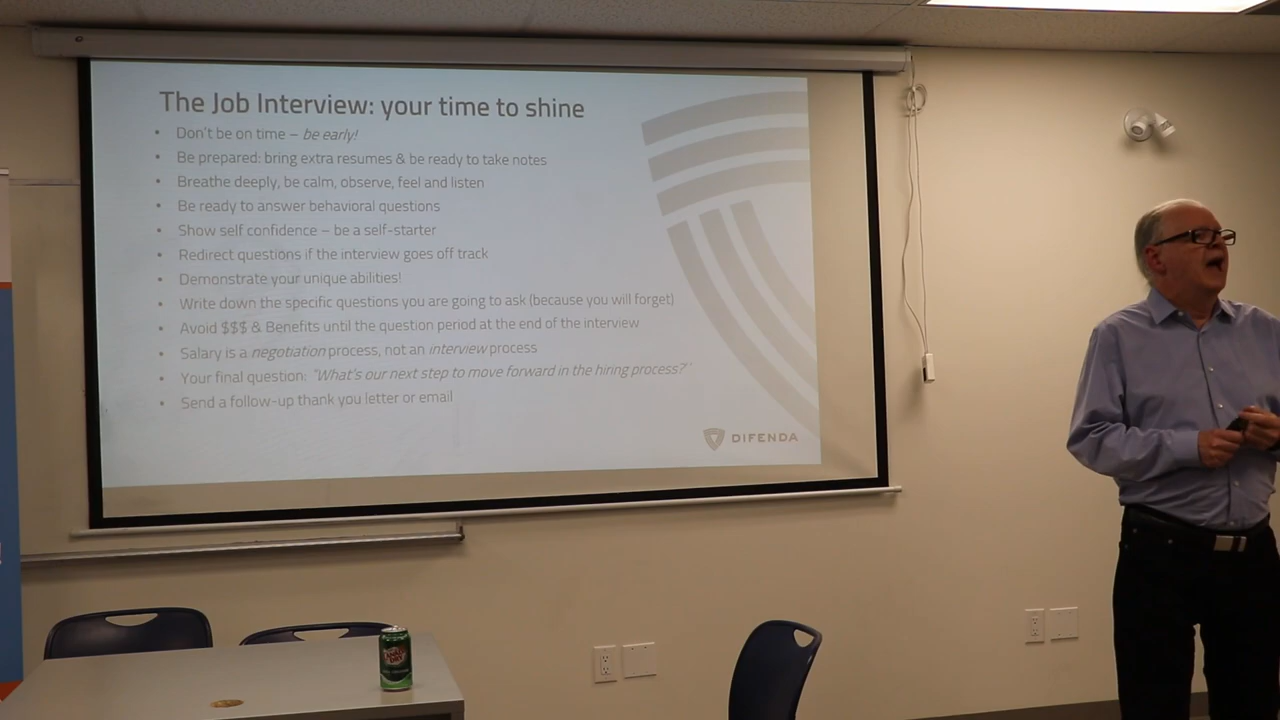 The Job Interview: your time to shine
• Don't be on time – be early!
• Be prepared: bring extra resumes & be ready to take notes
• Breathe deeply, be calm, observe, feel and listen
• Be ready to answer behavioral questions
• Show self confidence – be a self-starter
• Redirect questions if the interview goes off track
• Demonstrate your unique abilities!
• Write down the specific questions you are going to ask (because you will forget)
• Avoid $$$ & Benefits until the question period at the end of the interview
• Salary is a negotiation process, not an interview process
• Your final question: "What's our next step to move forward in the hiring process?"
• Send a follow-up thank you letter or email
DIFENDA
CANADA
DRY